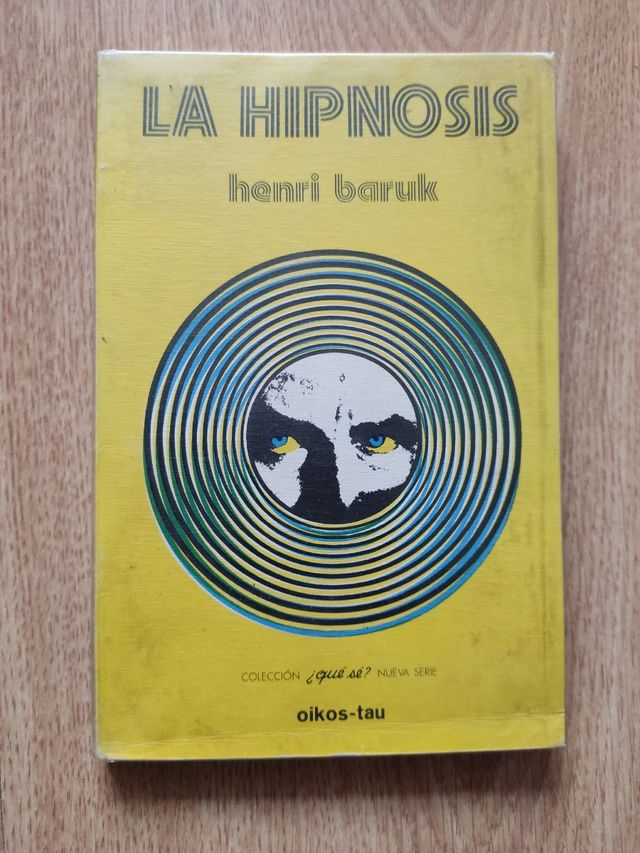 LA HIPNOSIS
henri baruk
COLECCIÓN ¿qué sé? NUEVA SERIE
oikos-tau